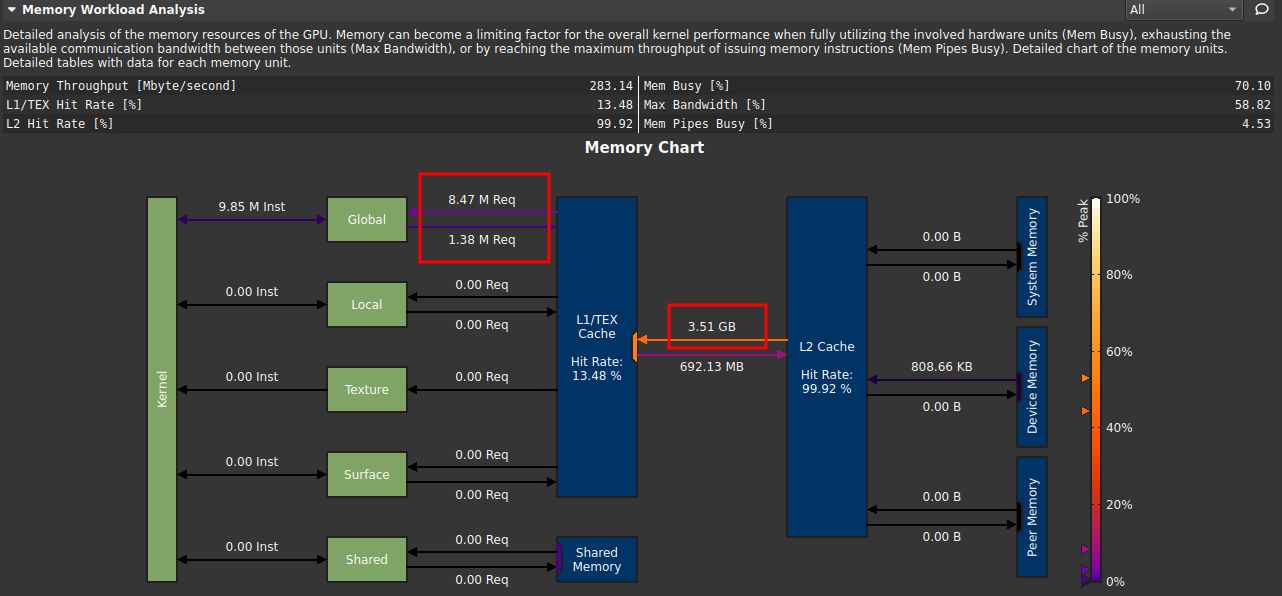 Memory Workload Analysis
All
Detailed analysis of the memory resources of the GPU. Memory can become a limiting factor for the overall kernel performance when fully utilizing the involved hardware units (Mem Busy), exhausting the
available communication bandwidth between those units (Max Bandwidth), or by reaching the maximum throughput of issuing memory instructions (Mem Pipes Busy). Detailed chart of the memory units.
Detailed tables with data for each memory unit.
Memory Throughput [Mbyte/second] 283.14 Mem Busy [%] 70.10
L1/TEX Hit Rate [%] 13.48 Max Bandwidth [%] 58.82
L2 Hit Rate [%] 99.92 Mem Pipes Busy [%] 4.53
Memory Chart
Kernel
9.85 M Inst
Global
8.47 M Req
1.38 M Req
0.00 Inst
Local
0.00 Req
0.00 Req
0.00 Inst
Texture
0.00 Req
0.00 Inst
Surface
0.00 Req
0.00 Req
0.00 Inst
Shared
0.00 Req
0.00 Req
L1/TEX
Cache
Hit Rate:
13.48 %
Shared
Memory
3.51 GB
692.13 MB
L2 Cache
Hit Rate:
99.92 %
0.00 B
0.00 B
System Memory
808.66 KB
0.00 B
Device Memory
0.00 B
0.00 B
Peer Memory
% Peak
100%
80%
60%
40%
20%
0%